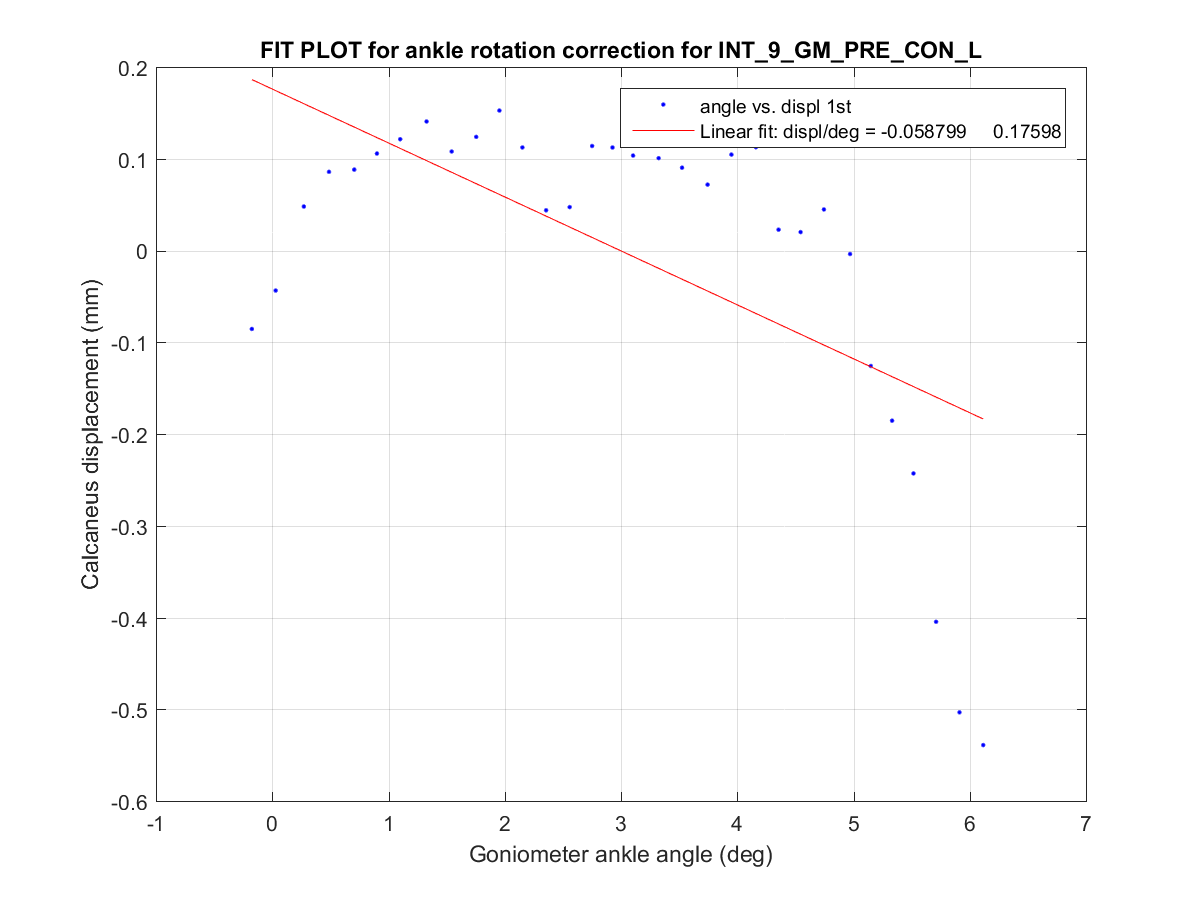 FIT PLOT for ankle rotation correction for INT_9_GM_PRE_CON_L
0.2
angle vs. displ 1st
Linear fit: displ/deg = -0.058799 0.17598
0.1
0
-0.1
-0.2
-0.3
-0.4
-0.5
-0.6
Calcaneus displacement (mm)
-1 0 1 2 3 4 5 6 7
Goniometer ankle angle (deg)